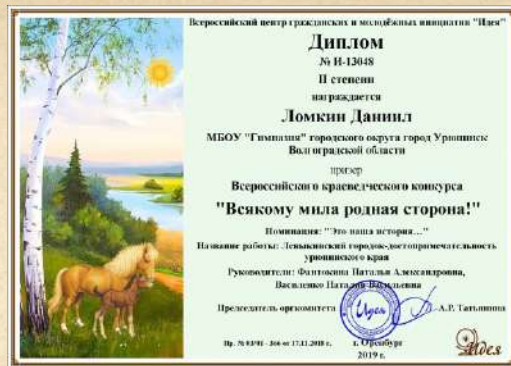 Всероссийский центр гражданских и молодёжных инициатив "Идея"
Диплом
№ И-13048
II степени
награждается
Ломкин Даниил
МБОУ "Гимназия" городского округа город Урюпинск
Волгоградской области
призер
Всероссийского краеведческого конкурса
"Всякому мила родная сторона!"
Номинация: "Это наша история…"
Название работы: Левыкинский городок-достопримечательность
урюпинского края
Руководители: Фантокина Наталья Александровна,
Василенко Наталия Васильевна
Председатель оргкомитета
Идея
А.Р. Татьянина
г. Оренбург
2019 г.
Идея